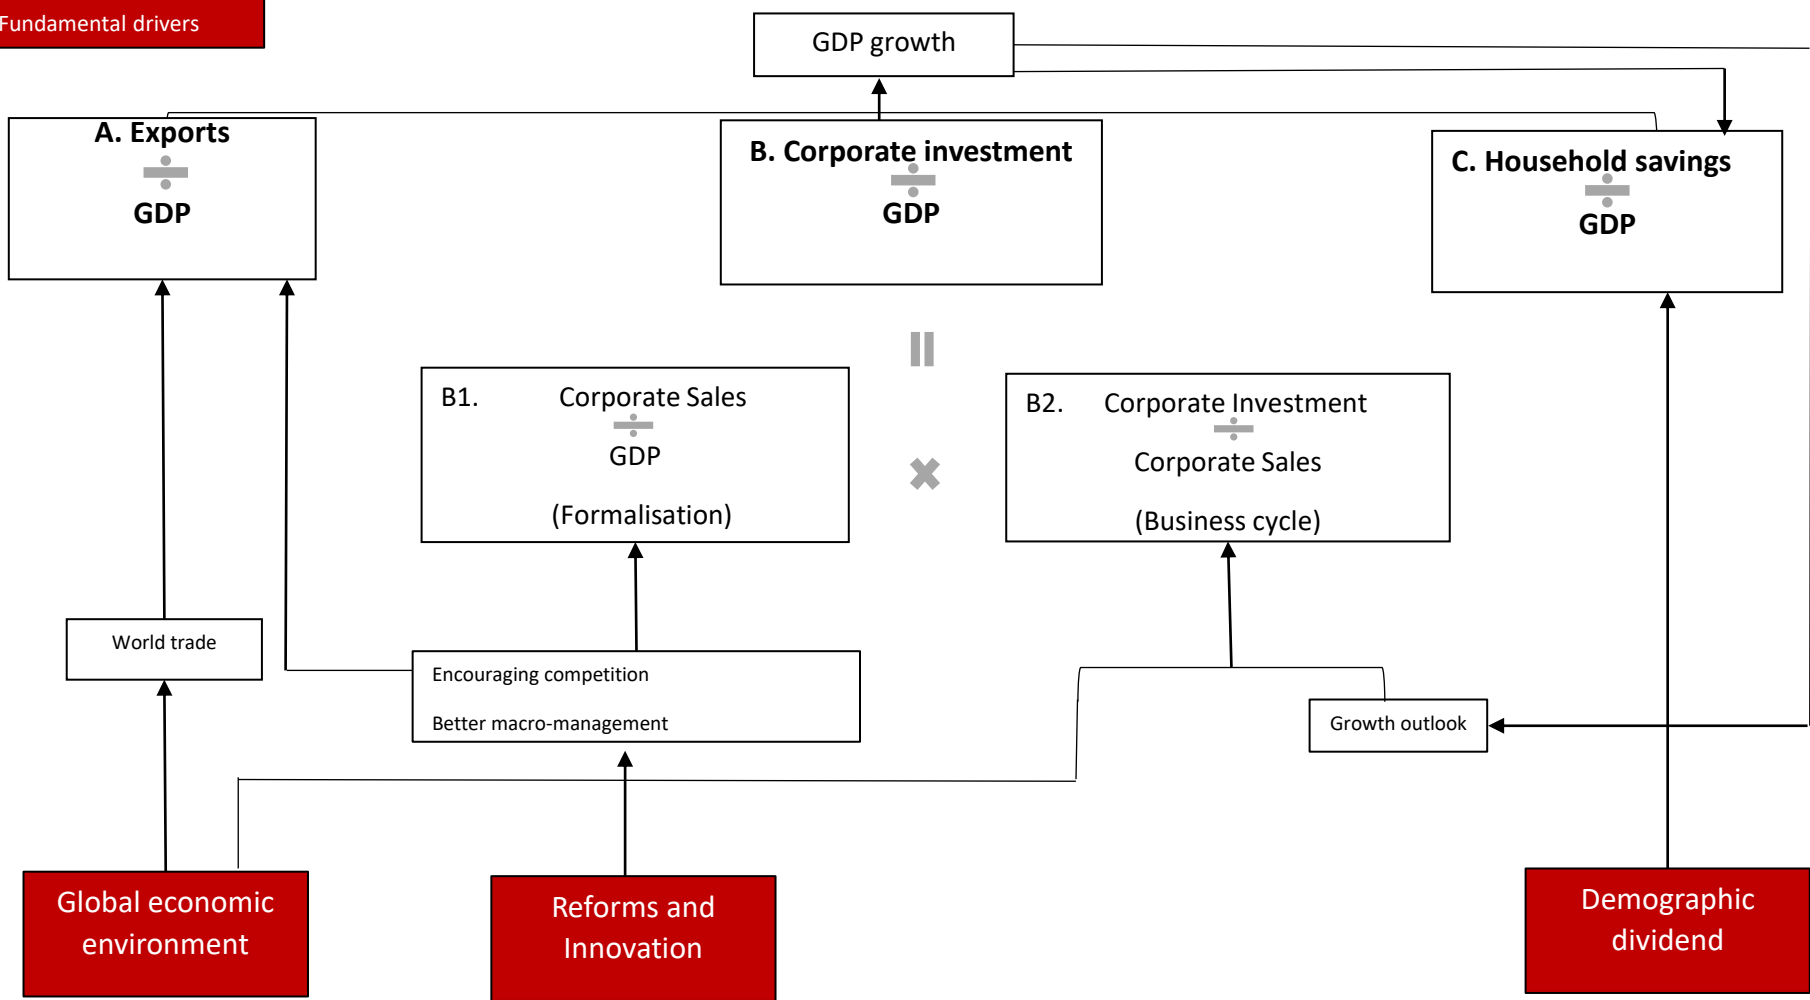 Fundamental drivers
GDP growth
A. Exports
÷
GDP
B. Corporate investment
÷
GDP
C. Household savings
÷
GDP
=
B1. Corporate Sales
÷
GDP
(Formalisation)
×
B2. Corporate Investment
÷
Corporate Sales
(Business cycle)
World trade
Encouraging competition
Better macro-management
Growth outlook
Global economic
environment
Reforms and
Innovation
Demographic
dividend